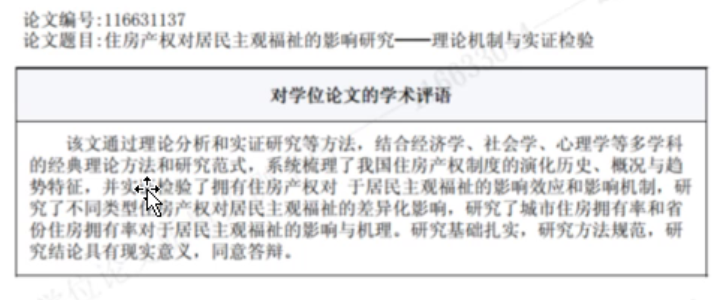 论文编号:116631137
论文题目:住房产权对居民主观福祉的影响研究——理论机制与实证检验
对学位论文的学术评语
该文通过理论分析和实证研究等方法，结合经济学、社会学、心理学等多学科
的经典理论方法和研究范式，系统梳理了我国住房产权制度的演化历史、概况与趋
势特征，并实 检验了拥有住房产权对 于居民主观福祉的影响效应和影响机制，研
究了不同类型 房产权对居民主观福祉的差异化影响，研究了城市住房拥有率和省
份住房拥有率对于居民主观福祉的影响与机理。研究基础扎实，研究方法规范，研
究结论具有现实意义，同意答辩。